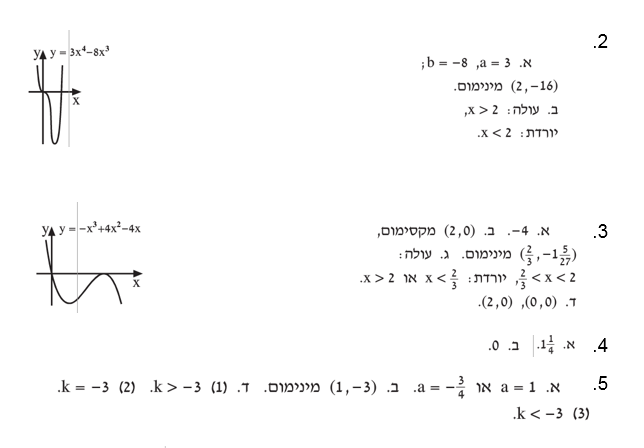 2. א. a = 3, b = −8;
(2, −16) מינימום.
ב. עולה: x > 2,
יורדת: x < 2.
y y = 3x⁴−8x³
x
3. א. −4. ב. (2,0) מקסימום,
(2/3, −1 5/27) מינימום. ג. עולה:
2/3 < x < 2, יורדת: x < 2/3 או x > 2.
ד. (0,0), (2,0).
y y = −x³+4x²−4x
x
4. א. 1 1/4. ב. 0.
5. א. a = 1 או a = −3/4. ב. (1,−3) מינימום. ד. (1) k > −3. (2) k = −3.
(3) k < −3.